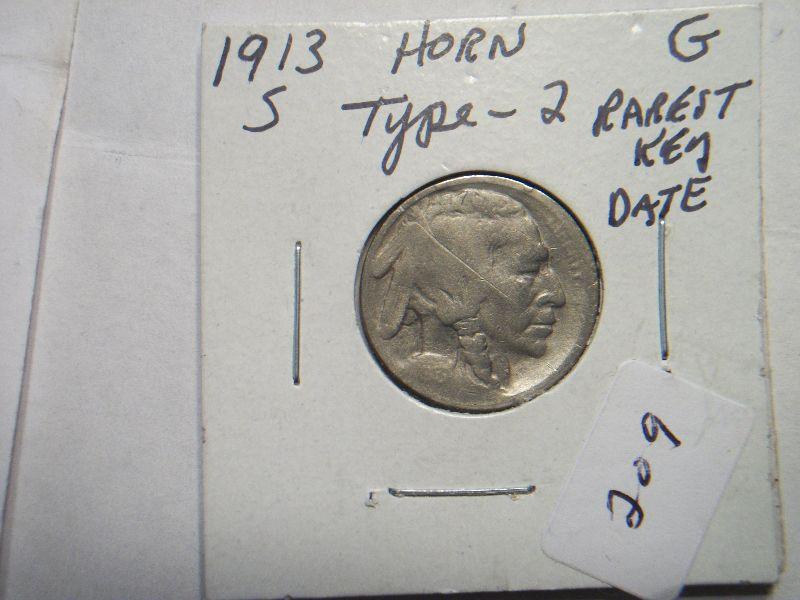 1913 HORN G
S Type-2 RAREST
KEY
DATE
209